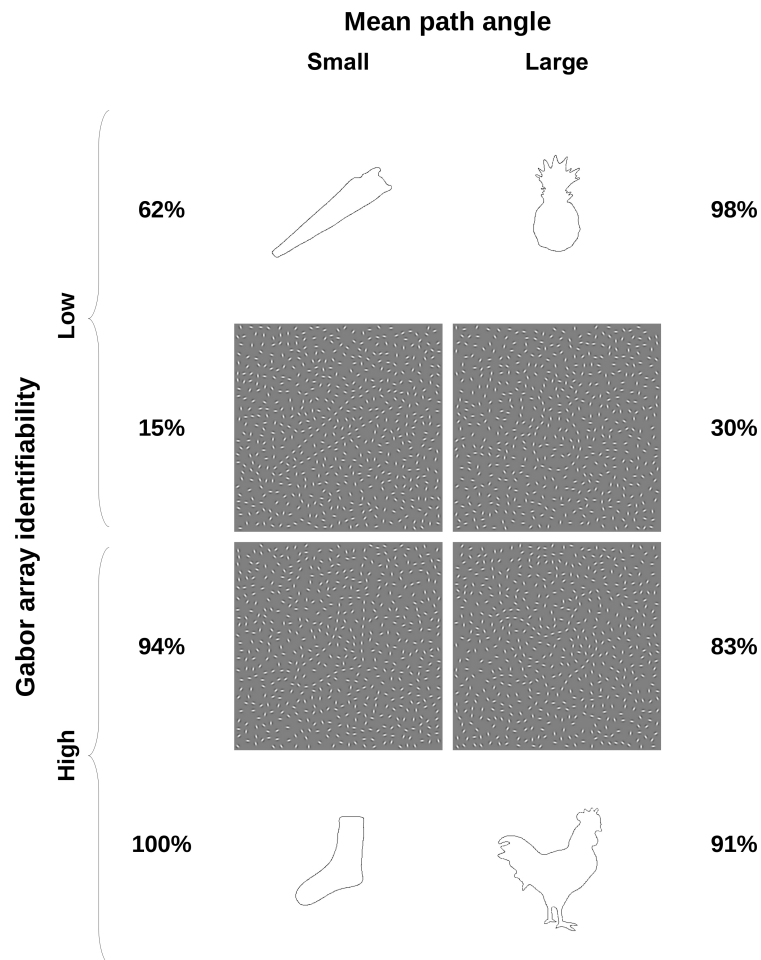 Mean path angle
Small Large
62% 98%
Low
15% 30%
Gabor array identifiability
94% 83%
High
100% 91%